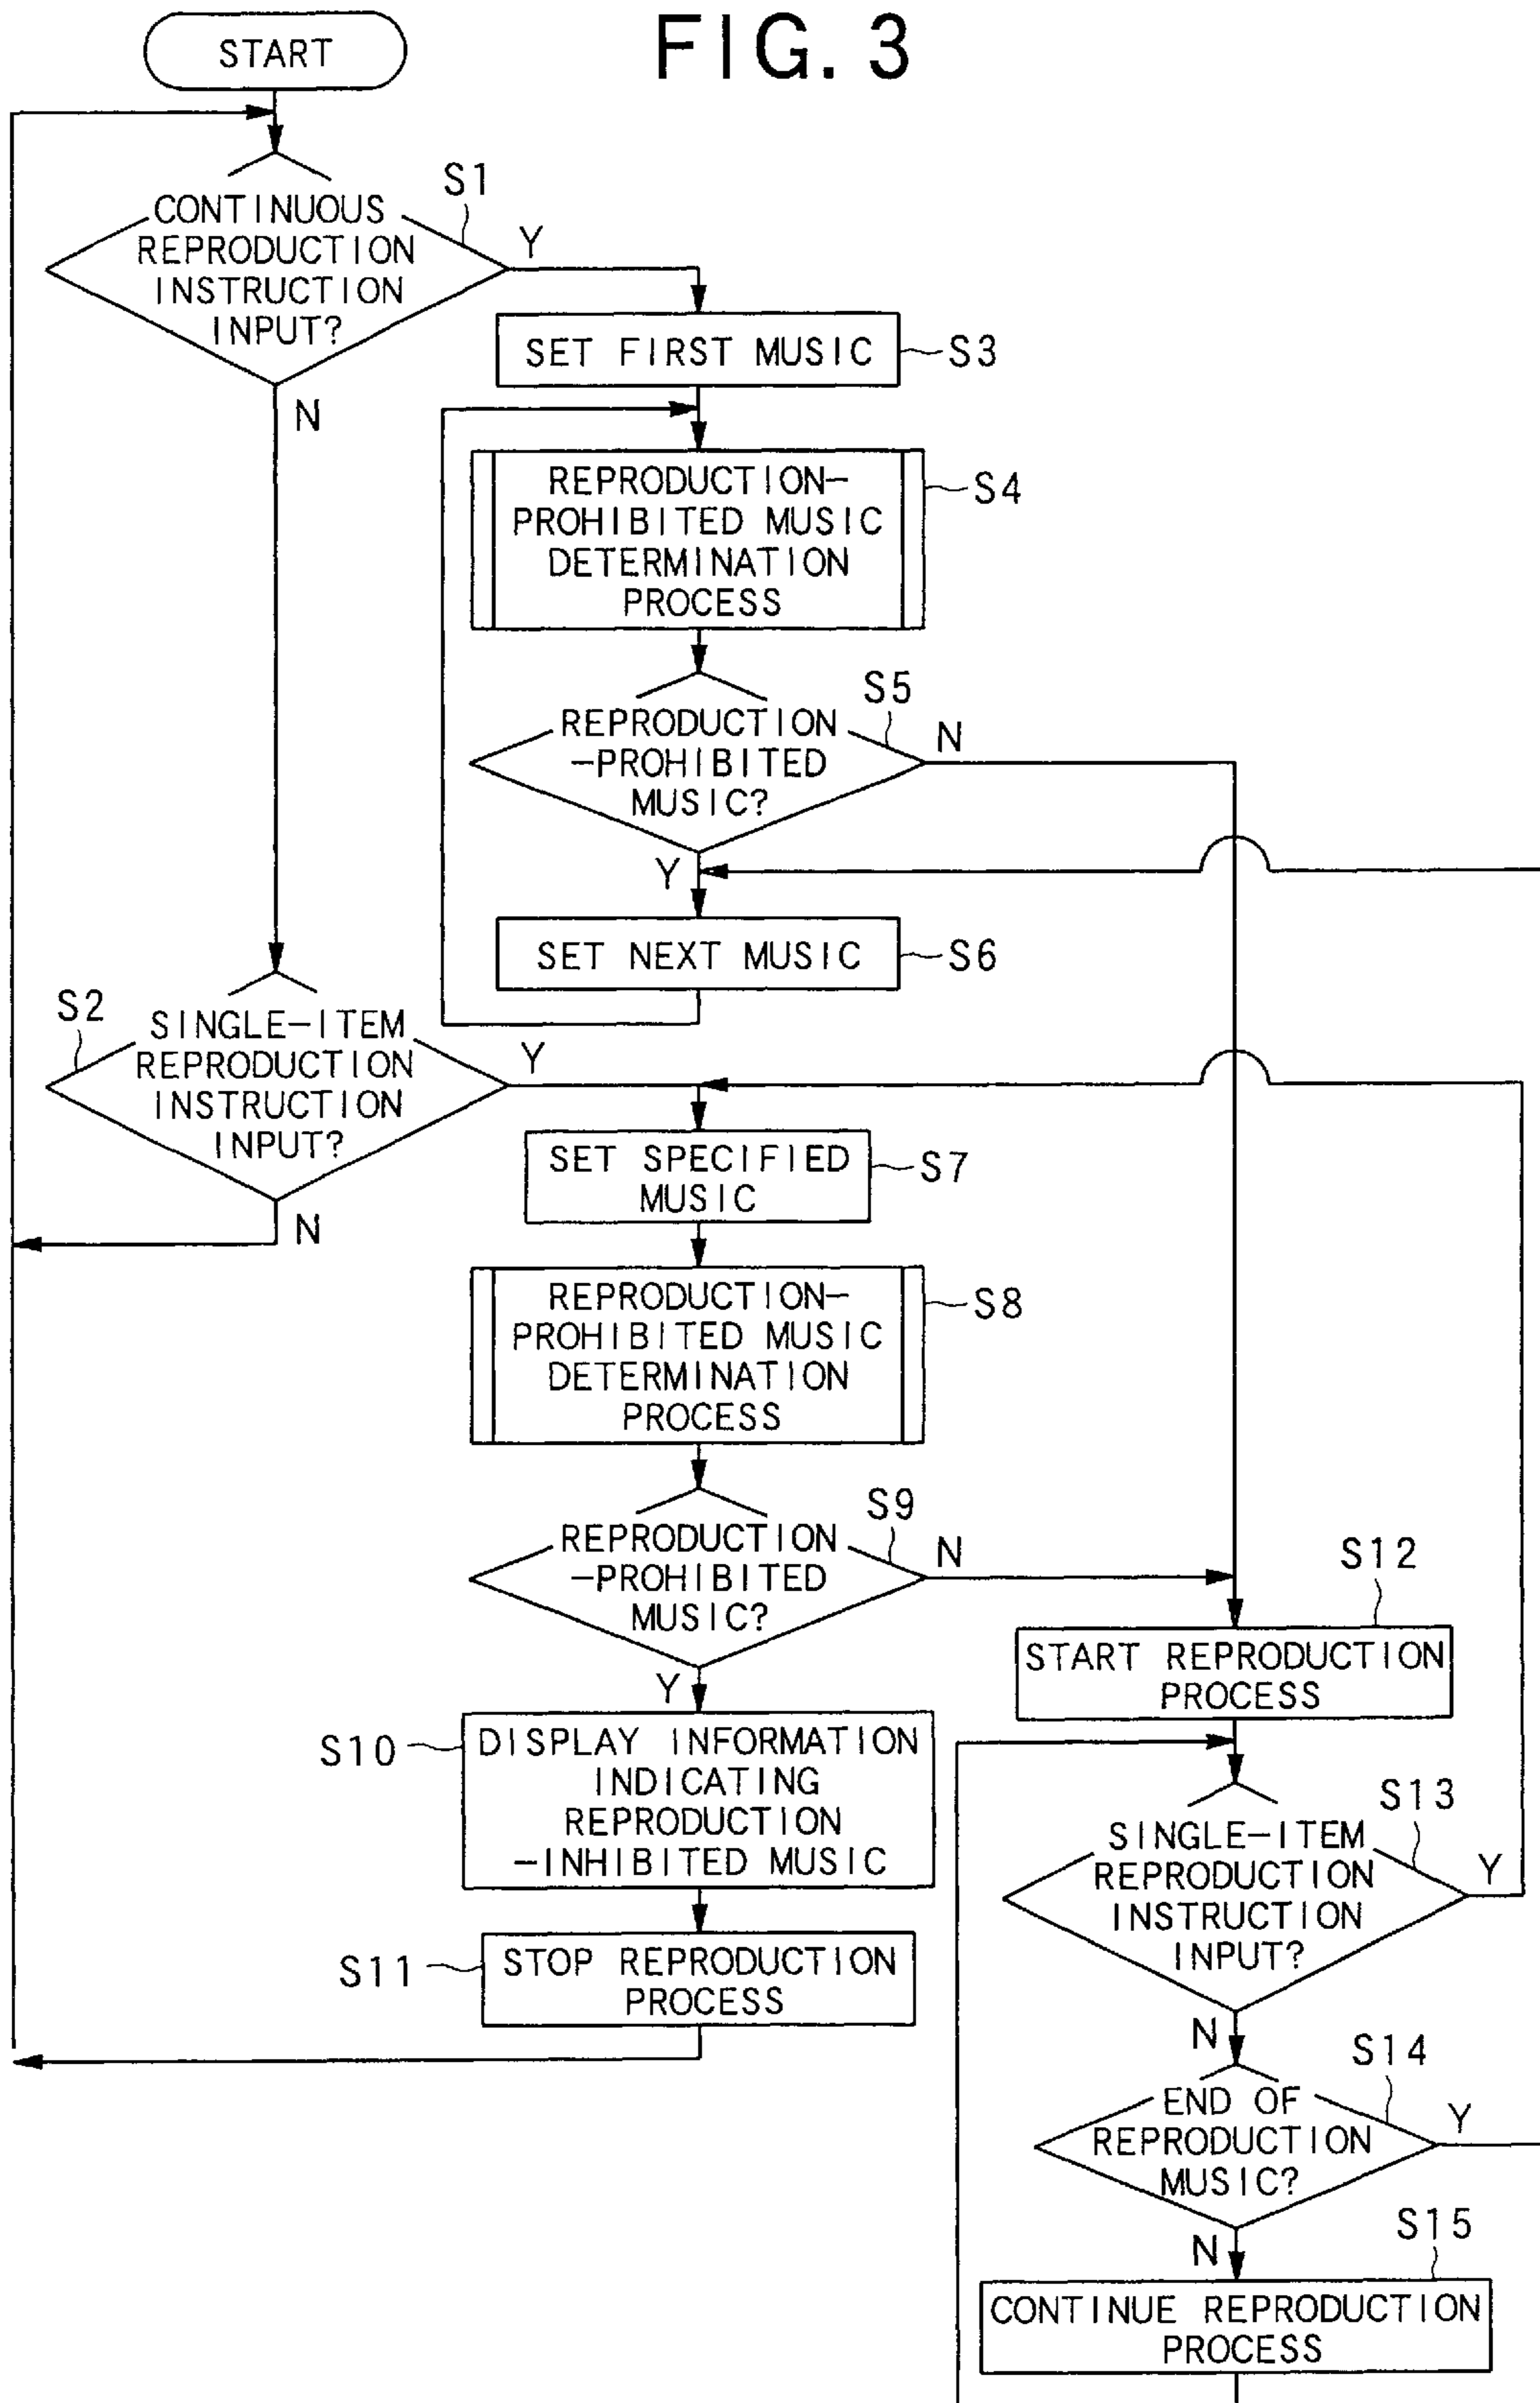 FIG. 3
START
S1
CONTINUOUS
REPRODUCTION
INSTRUCTION
INPUT?
Y
N
SET FIRST MUSIC
S3
REPRODUCTION-
PROHIBITED MUSIC
DETERMINATION
PROCESS
S4
S5
REPRODUCTION
-PROHIBITED
MUSIC?
N
Y
SET NEXT MUSIC
S6
S2
SINGLE-ITEM
REPRODUCTION
INSTRUCTION
INPUT?
Y
N
SET SPECIFIED
MUSIC
S7
REPRODUCTION-
PROHIBITED MUSIC
DETERMINATION
PROCESS
S8
S9
REPRODUCTION
-PROHIBITED
MUSIC?
N
Y
S10
DISPLAY INFORMATION
INDICATING
REPRODUCTION
-INHIBITED MUSIC
S11
STOP REPRODUCTION
PROCESS
S12
START REPRODUCTION
PROCESS
S13
SINGLE-ITEM
REPRODUCTION
INSTRUCTION
INPUT?
Y
N
S14
END OF
REPRODUCTION
MUSIC?
Y
N
S15
CONTINUE REPRODUCTION
PROCESS